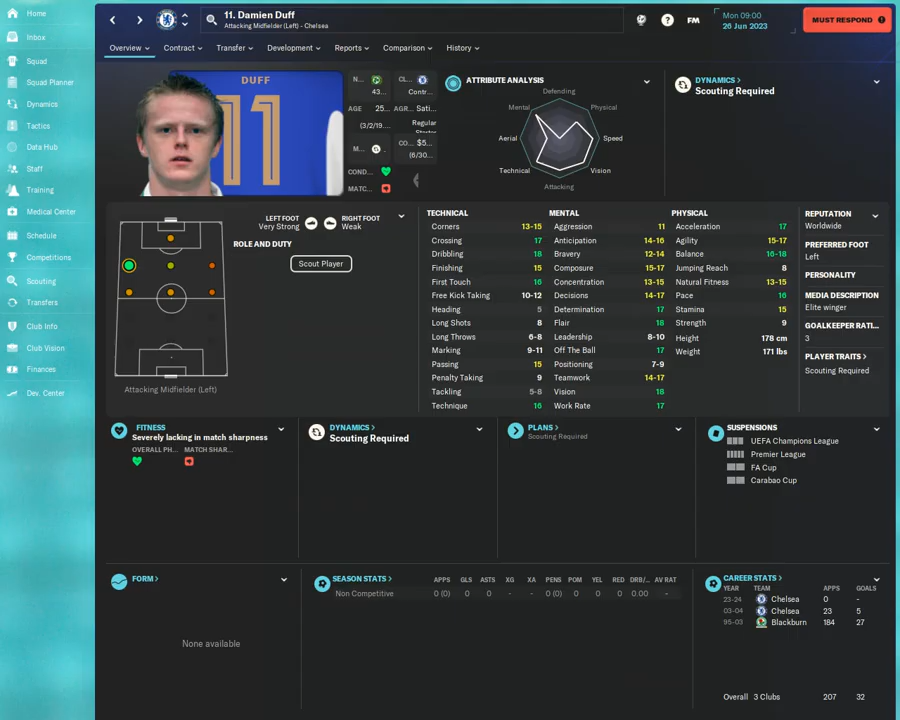 Home
Inbox
Squad
Squad Planner
Dynamics
Tactics
Data Hub
Staff
Training
Medical Center
Schedule
Competitions
Scouting
Transfers
Club Info
Club Vision
Finances
Dev. Center
11. Damien Duff
Attacking Midfielder (Left) - Chelsea
?
FM
Mon 09:00
26 Jun 2023
MUST RESPOND
Overview
Contract
Transfer
Development
Reports
Comparison
History
DUFF
11
N...
43...
CL...
Contr...
AGE
25...
(3/2/19...
AGR...
Sati...
Regular
Starter
M...
CO...
$5...
(6/30...
COND...
MATC...
ATTRIBUTE ANALYSIS
Defending
Mental
Physical
Aerial
Speed
Technical
Vision
Attacking
DYNAMICS >
Scouting Required
LEFT FOOT
Very Strong
RIGHT FOOT
Weak
ROLE AND DUTY
Scout Player
Attacking Midfielder (Left)
TECHNICAL
Corners 13-15
Crossing 17
Dribbling 18
Finishing 15
First Touch 16
Free Kick Taking 10-12
Heading 5
Long Shots 8
Long Throws 6-8
Marking 9-11
Passing 15
Penalty Taking 9
Tackling 5-8
Technique 16
MENTAL
Aggression 11
Anticipation 14-16
Bravery 12-14
Composure 15-17
Concentration 13-15
Decisions 14-17
Determination 17
Flair 18
Leadership 8-10
Off The Ball 17
Positioning 7-9
Teamwork 14-17
Vision 18
Work Rate 17
PHYSICAL
Acceleration 17
Agility 15-17
Balance 16-18
Jumping Reach 8
Natural Fitness 13-15
Pace 16
Stamina 15
Strength 9
Height 178 cm
Weight 171 lbs
REPUTATION
Worldwide
PREFERRED FOOT
Left
PERSONALITY
MEDIA DESCRIPTION
Elite winger
GOALKEEPER RATI...
3
PLAYER TRAITS >
Scouting Required
FITNESS
Severely lacking in match sharpness
OVERALL PH... MATCH SHAR...
DYNAMICS >
Scouting Required
PLANS >
Scouting Required
SUSPENSIONS
UEFA Champions League
Premier League
FA Cup
Carabao Cup
FORM >
None available
SEASON STATS > APPS GLS ASTS XG XA PENS POM YEL RED DRB/... AV RAT
Non Competitive 0 (0) 0 0 - - 0 (0) 0 0 0 0.00 -
CAREER STATS >
YEAR TEAM APPS GOALS
23-24 Chelsea 0 -
03-04 Chelsea 23 5
95-03 Blackburn 184 27
Overall 3 Clubs 207 32